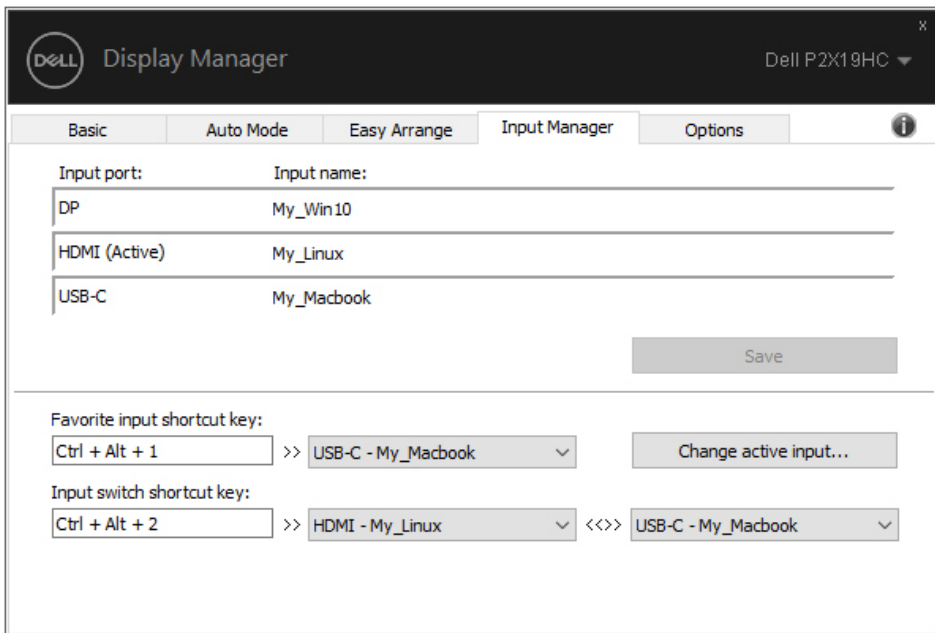 x
DELL Display Manager Dell P2X19HC
Basic Auto Mode Easy Arrange Input Manager Options i
Input port: Input name:
DP My_Win10
HDMI (Active) My_Linux
USB-C My_Macbook
Save
Favorite input shortcut key:
Ctrl + Alt + 1 >> USB-C - My_Macbook Change active input...
Input switch shortcut key:
Ctrl + Alt + 2 >> HDMI - My_Linux <<>> USB-C - My_Macbook